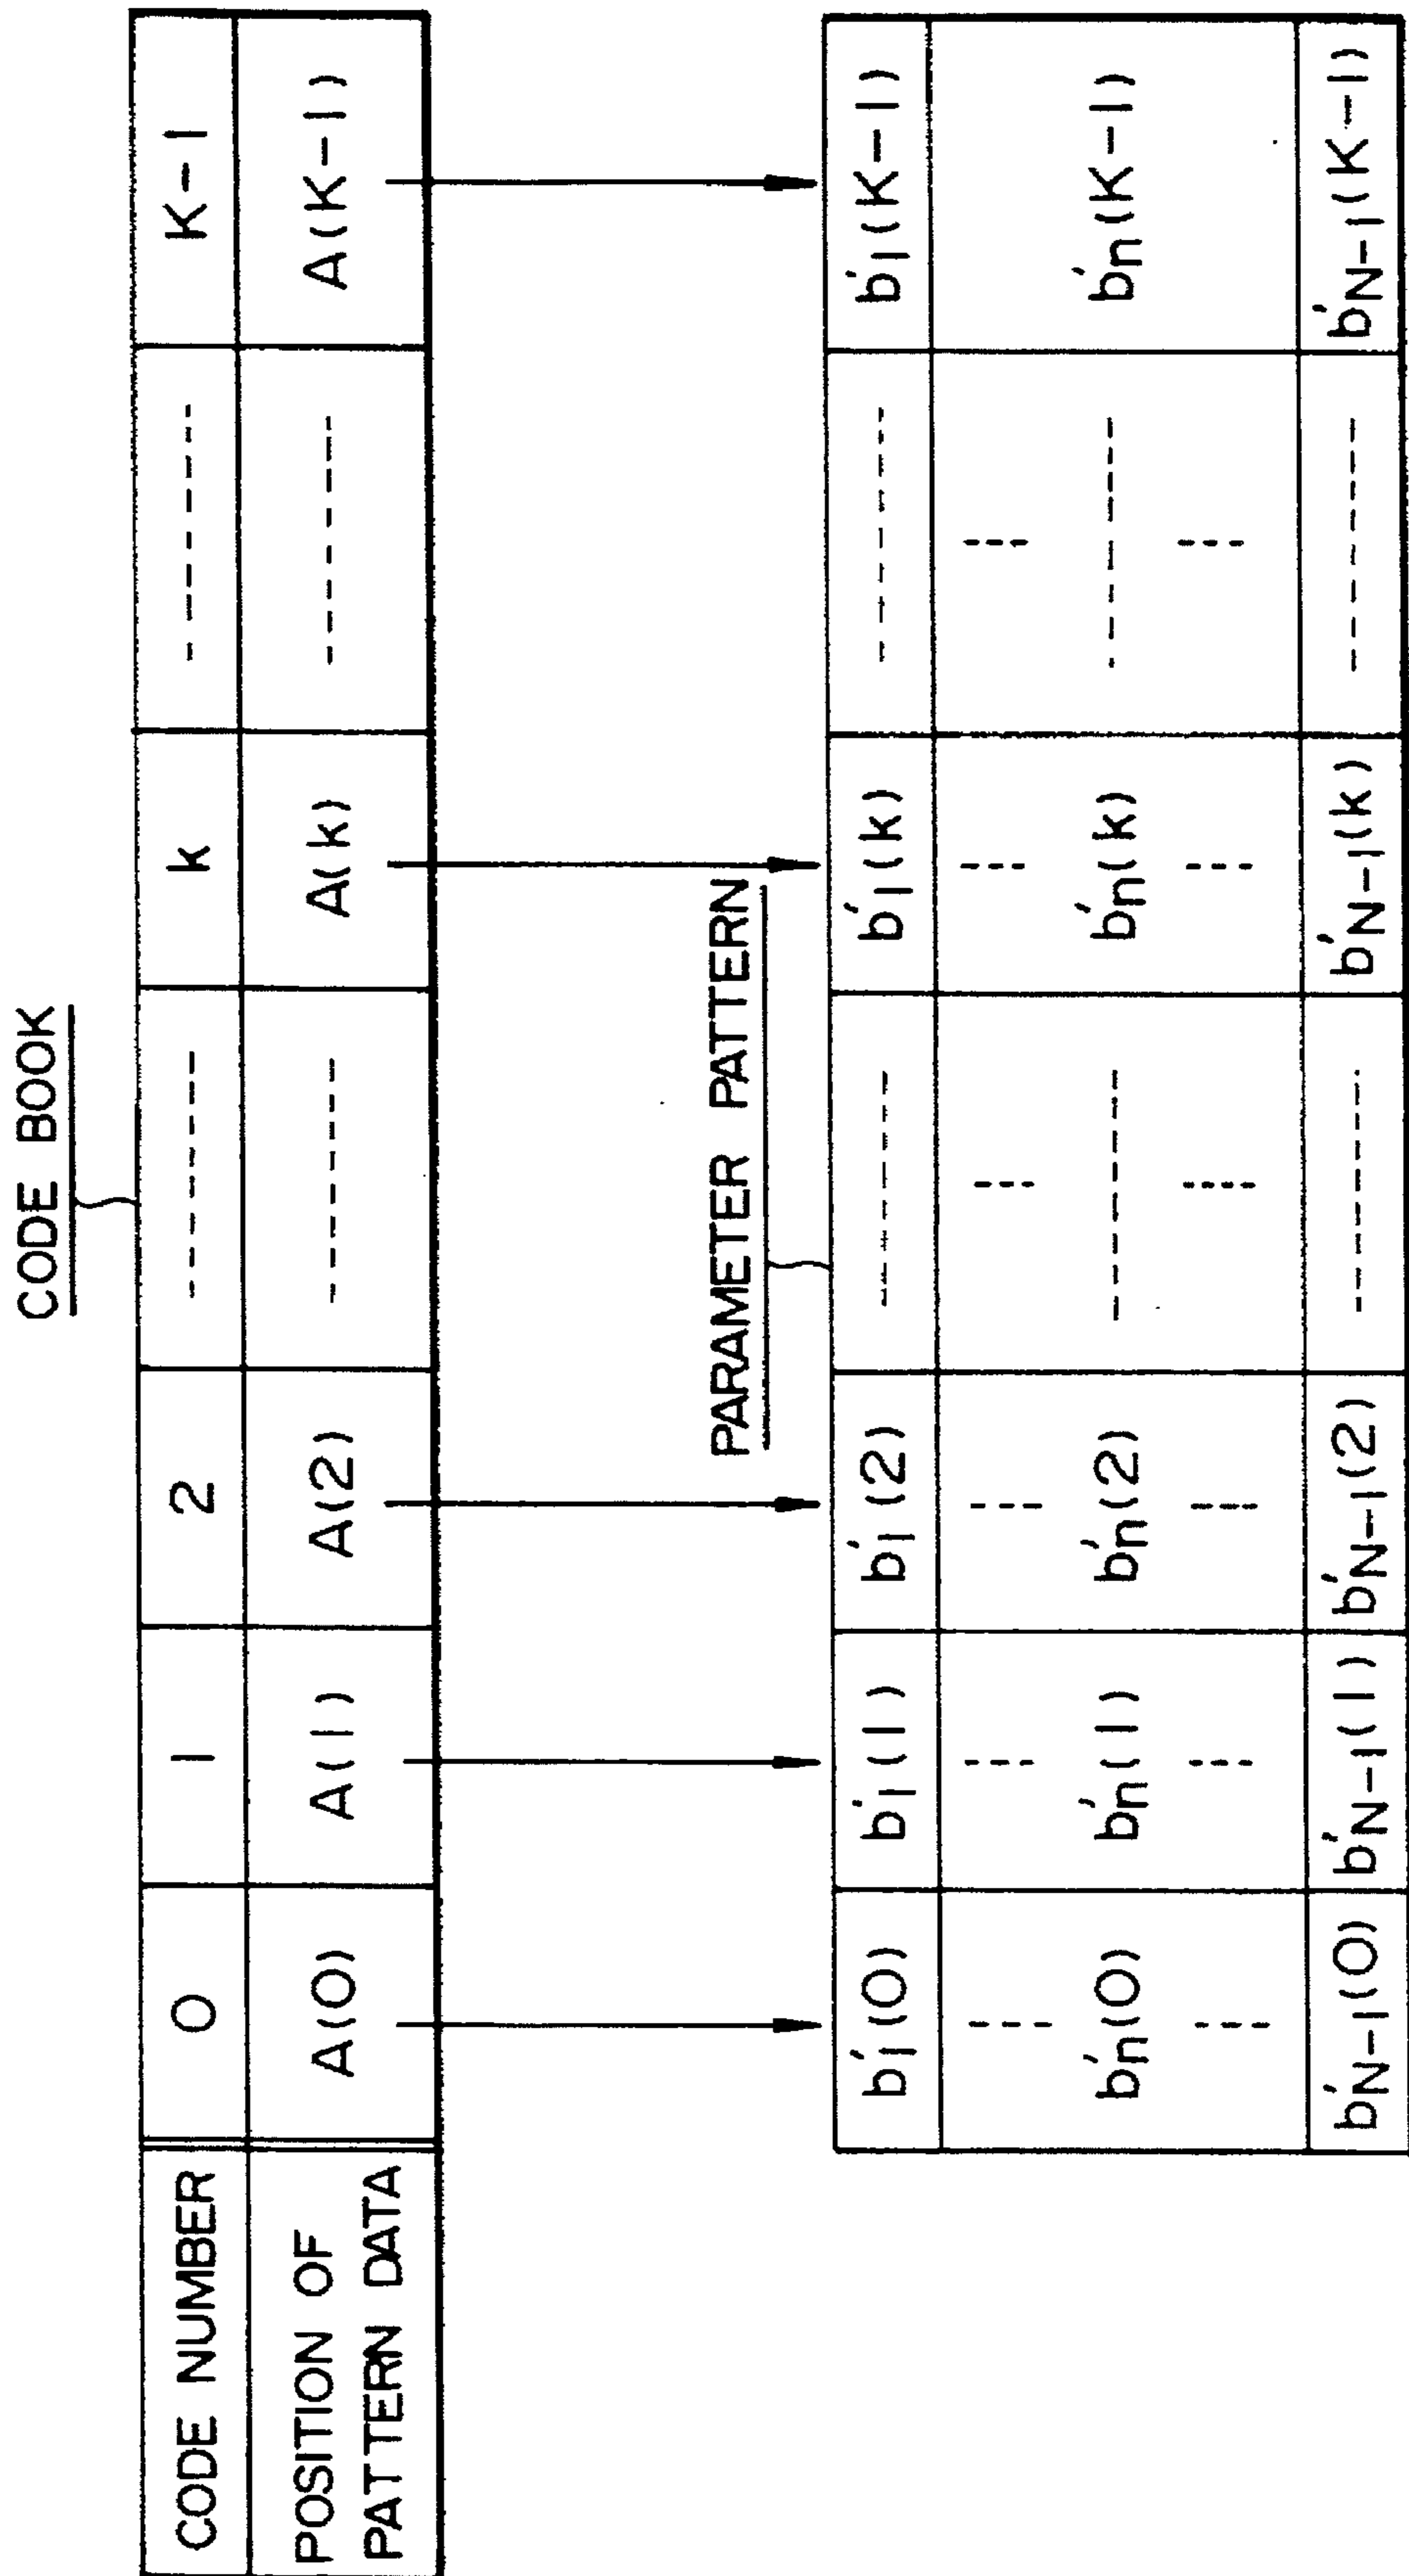 CODE BOOK
CODE NUMBER 0 1 2 ------- k ------- K-1
POSITION OF PATTERN DATA A(0) A(1) A(2) ------- A(k) ------- A(K-1)
PARAMETER PATTERN
b'1(0) b'1(1) b'1(2) ------- b'1(k) ------- b'1(K-1)
b'n(0) b'n(1) b'n(2) ------- b'n(k) ------- b'n(K-1)
b'N-1(0) b'N-1(1) b'N-1(2) ------- b'N-1(k) ------- b'N-1(K-1)